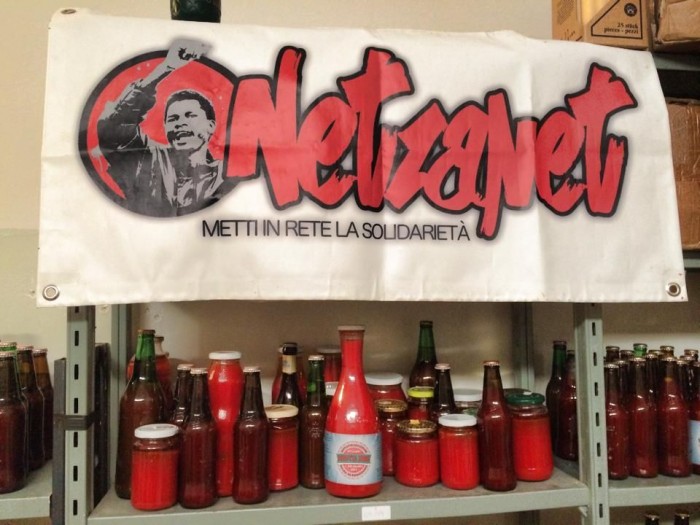 Netzanet
METTI IN RETE LA SOLIDARIETÀ